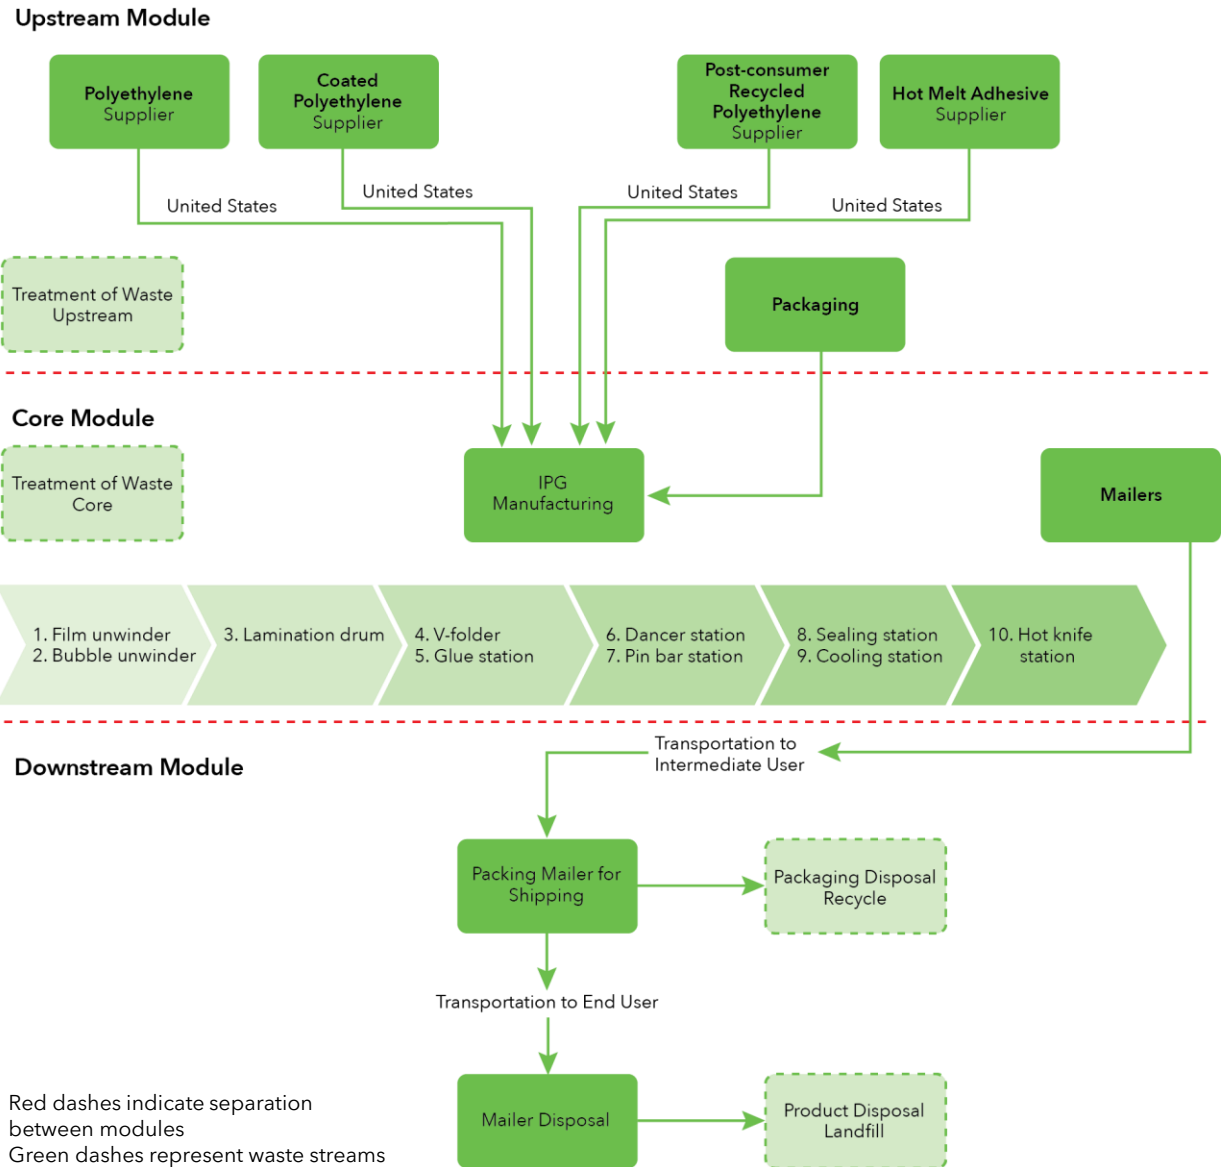 Upstream Module
Polyethylene
Supplier
Coated
Polyethylene
Supplier
Post-consumer
Recycled
Polyethylene
Supplier
Hot Melt Adhesive
Supplier
United States
United States
United States
United States
Treatment of Waste
Upstream
Packaging
Core Module
Treatment of Waste
Core
IPG
Manufacturing
Mailers
1. Film unwinder
2. Bubble unwinder
3. Lamination drum
4. V-folder
5. Glue station
6. Dancer station
7. Pin bar station
8. Sealing station
9. Cooling station
10. Hot knife
station
Downstream Module
Transportation to
Intermediate User
Packing Mailer for
Shipping
Packaging Disposal
Recycle
Transportation to End User
Mailer Disposal
Product Disposal
Landfill
Red dashes indicate separation
between modules
Green dashes represent waste streams